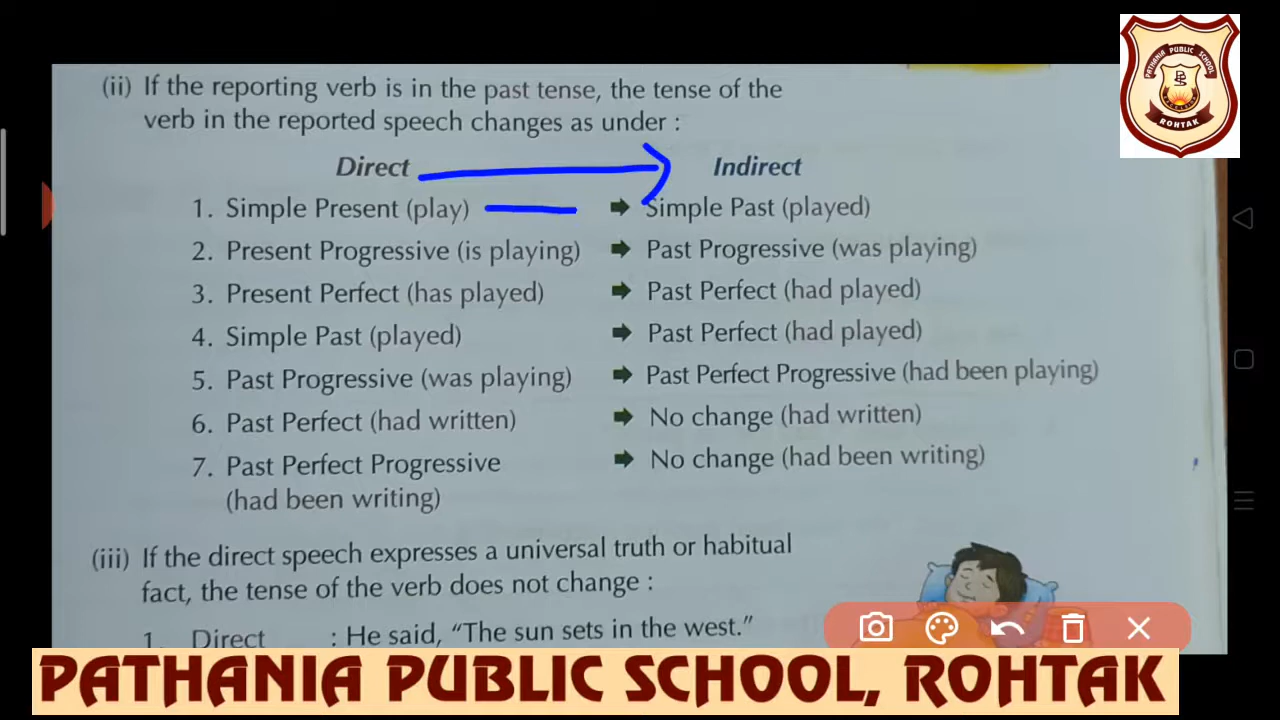 PATHANIA PUBLIC SCHOOL
ROHTAK
(ii) If the reporting verb is in the past tense, the tense of the
verb in the reported speech changes as under :
Direct Indirect
1. Simple Present (play) ➡ Simple Past (played)
2. Present Progressive (is playing) ➡ Past Progressive (was playing)
3. Present Perfect (has played) ➡ Past Perfect (had played)
4. Simple Past (played) ➡ Past Perfect (had played)
5. Past Progressive (was playing) ➡ Past Perfect Progressive (had been playing)
6. Past Perfect (had written) ➡ No change (had written)
7. Past Perfect Progressive ➡ No change (had been writing)
(had been writing)
(iii) If the direct speech expresses a universal truth or habitual
fact, the tense of the verb does not change :
1. Direct : He said, “The sun sets in the west.”
PATHANIA PUBLIC SCHOOL, ROHTAK